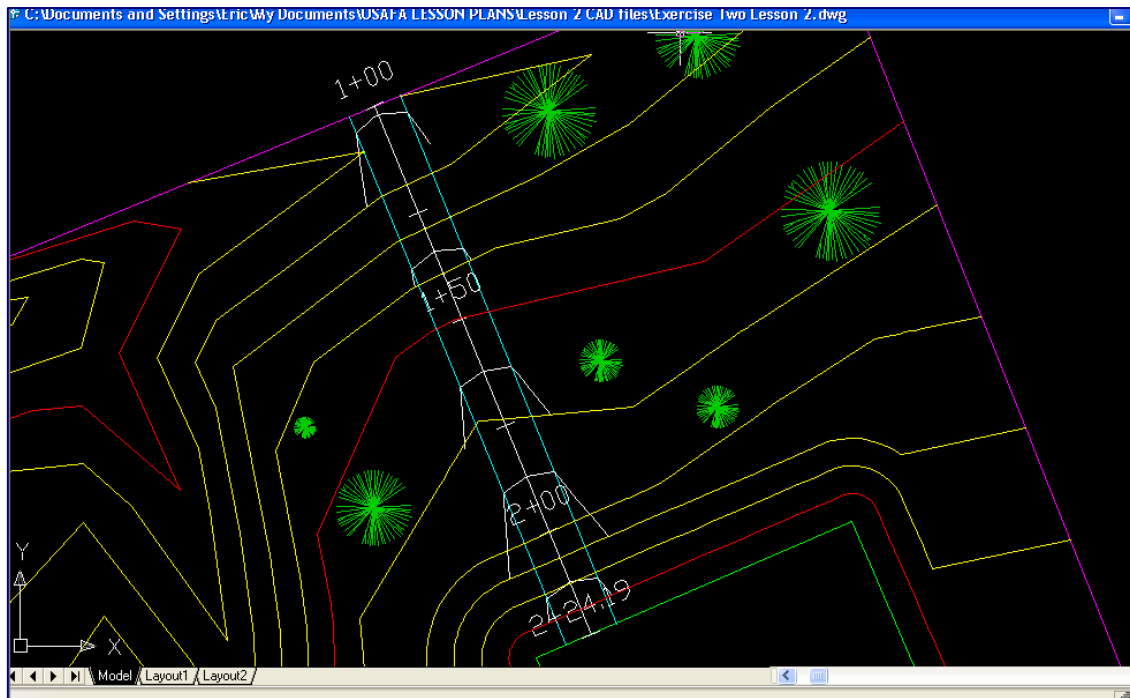 C:\Documents and Settings\Eric\My Documents\USAFA LESSON PLANS\Lesson 2 CAD files\Exercise Two Lesson 2.dwg
1+00
1+50
2+00
2+24.19
Y
X
Model Layout1 Layout2